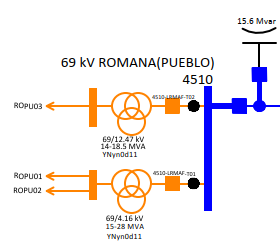 15.6 Mvar
69 kV ROMANA(PUEBLO)
4510
4510-LRMAF-T02
ROPU03
69/12.47 kV
14-18.5 MVA
YNyn0d11
4510-LRMAF-T01
ROPU01
ROPU02
69/4.16 kV
15-28 MVA
YNyn0d11